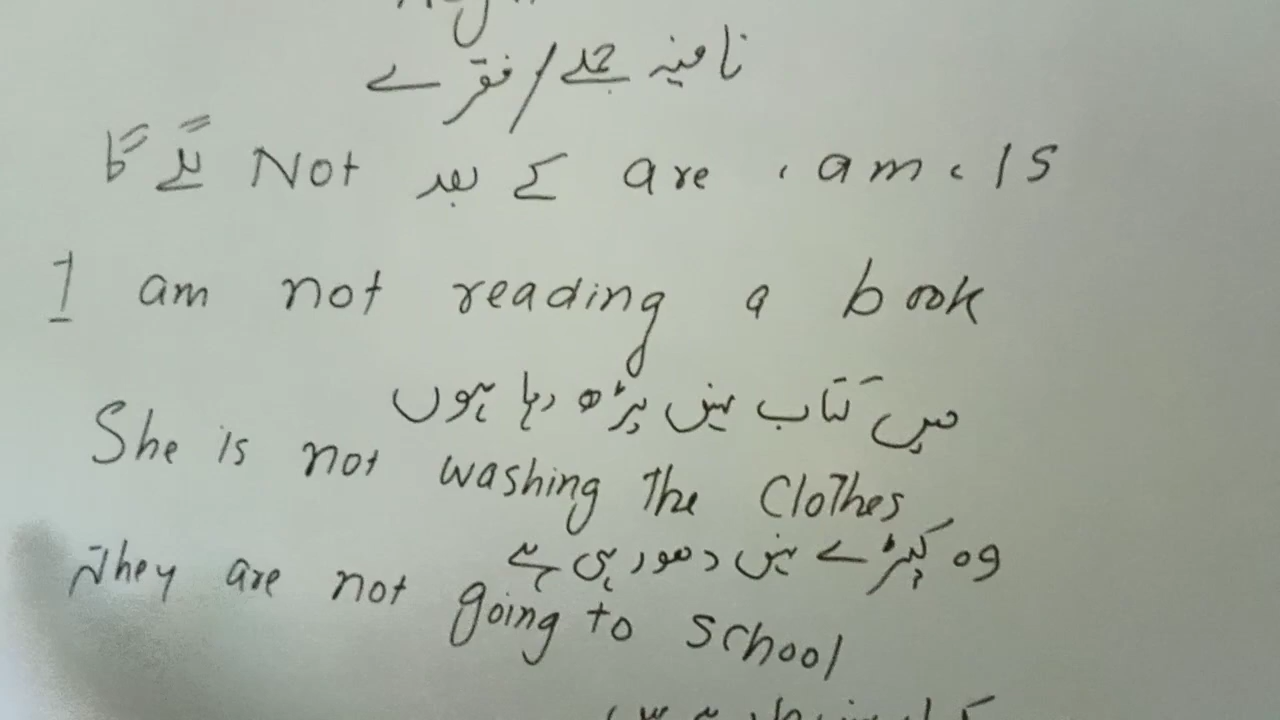 نافیہ جملے / فقرے
is، am، are کے بعد Not لگے گا
I am not reading a book
میں کتاب نہیں پڑھ رہا ہوں
She is not washing the Clothes
وہ کپڑے نہیں دھو رہی ہے
They are not going to school